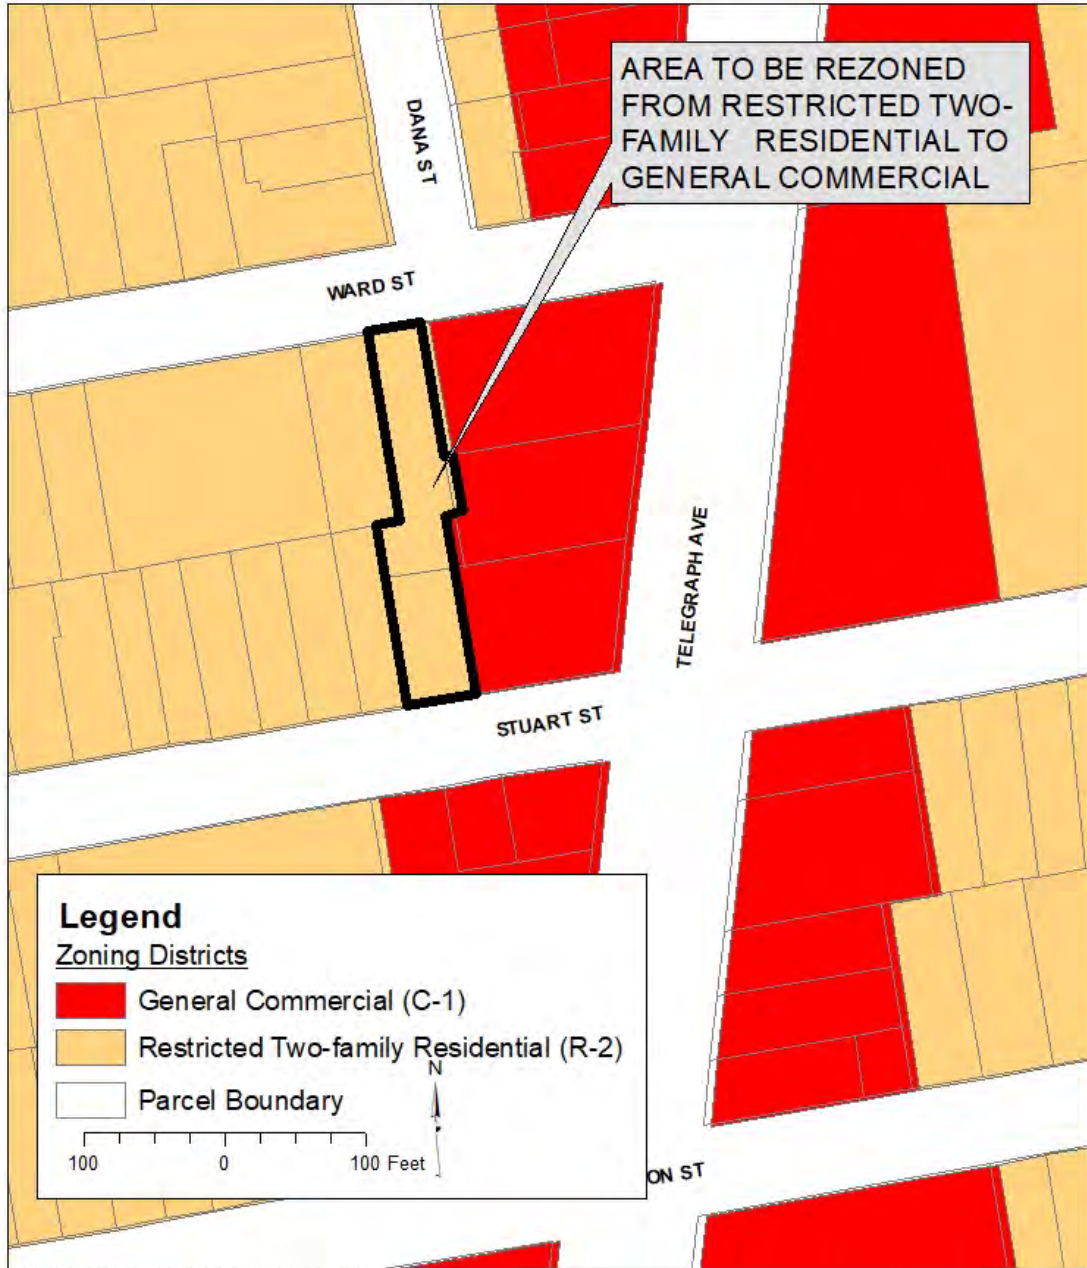 AREA TO BE REZONED
FROM RESTRICTED TWO-
FAMILY RESIDENTIAL TO
GENERAL COMMERCIAL
DANA ST
WARD ST
TELEGRAPH AVE
STUART ST
Legend
Zoning Districts
General Commercial (C-1)
Restricted Two-family Residential (R-2)
N
Parcel Boundary
100 0 100 Feet
ON ST